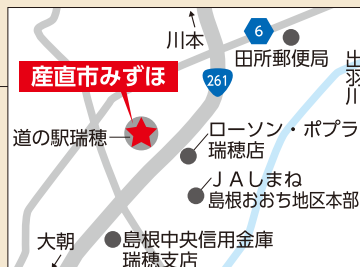 川本
6
田所郵便局
出羽川
産直市みずほ
261
道の駅瑞穂
ローソン・ポプラ
瑞穂店
JAしまね
島根おおち地区本部
大朝
島根中央信用金庫
瑞穂支店